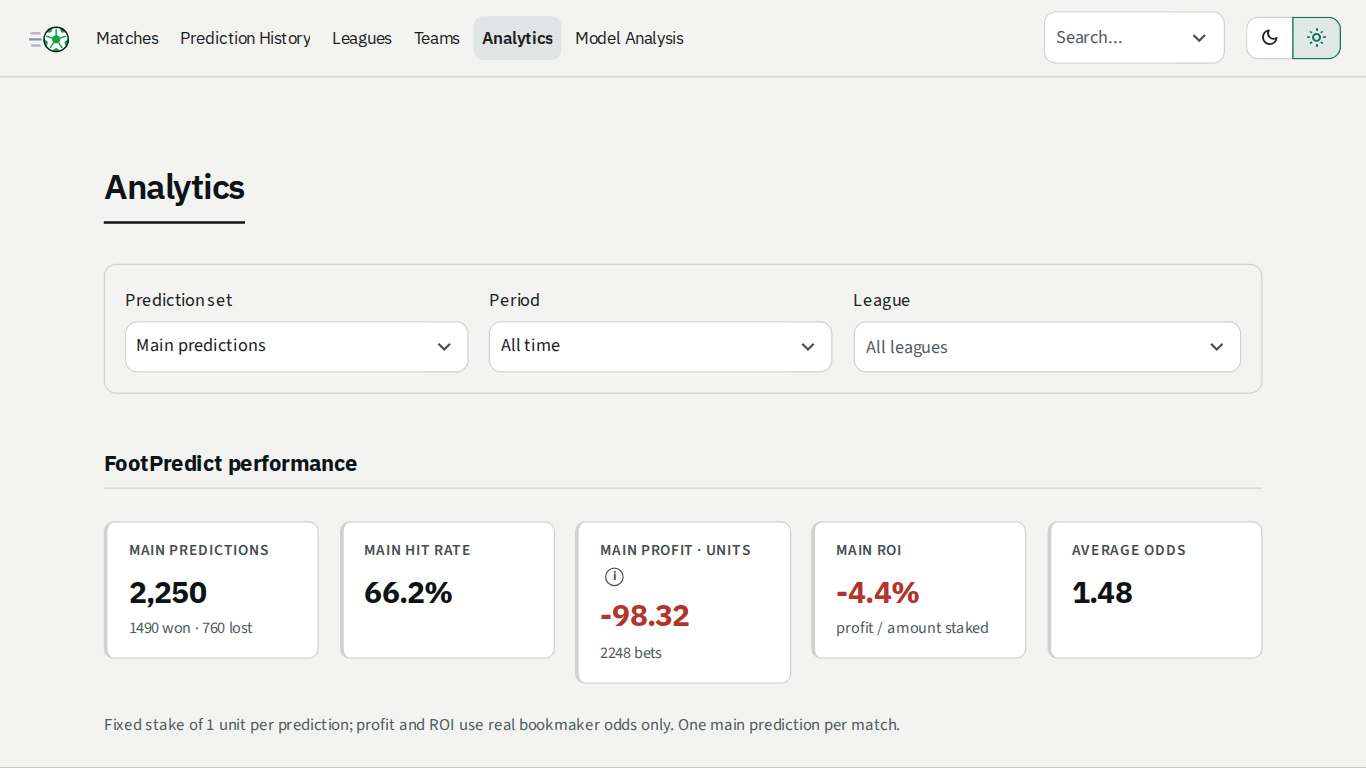 Matches Prediction History Leagues Teams Analytics Model Analysis Search...
Analytics
Prediction set Period League
Main predictions All time All leagues
FootPredict performance
MAIN PREDICTIONS MAIN HIT RATE MAIN PROFIT · UNITS MAIN ROI AVERAGE ODDS
2,250 66.2% -98.32 -4.4% 1.48
1490 won · 760 lost 2248 bets profit / amount staked
Fixed stake of 1 unit per prediction; profit and ROI use real bookmaker odds only. One main prediction per match.